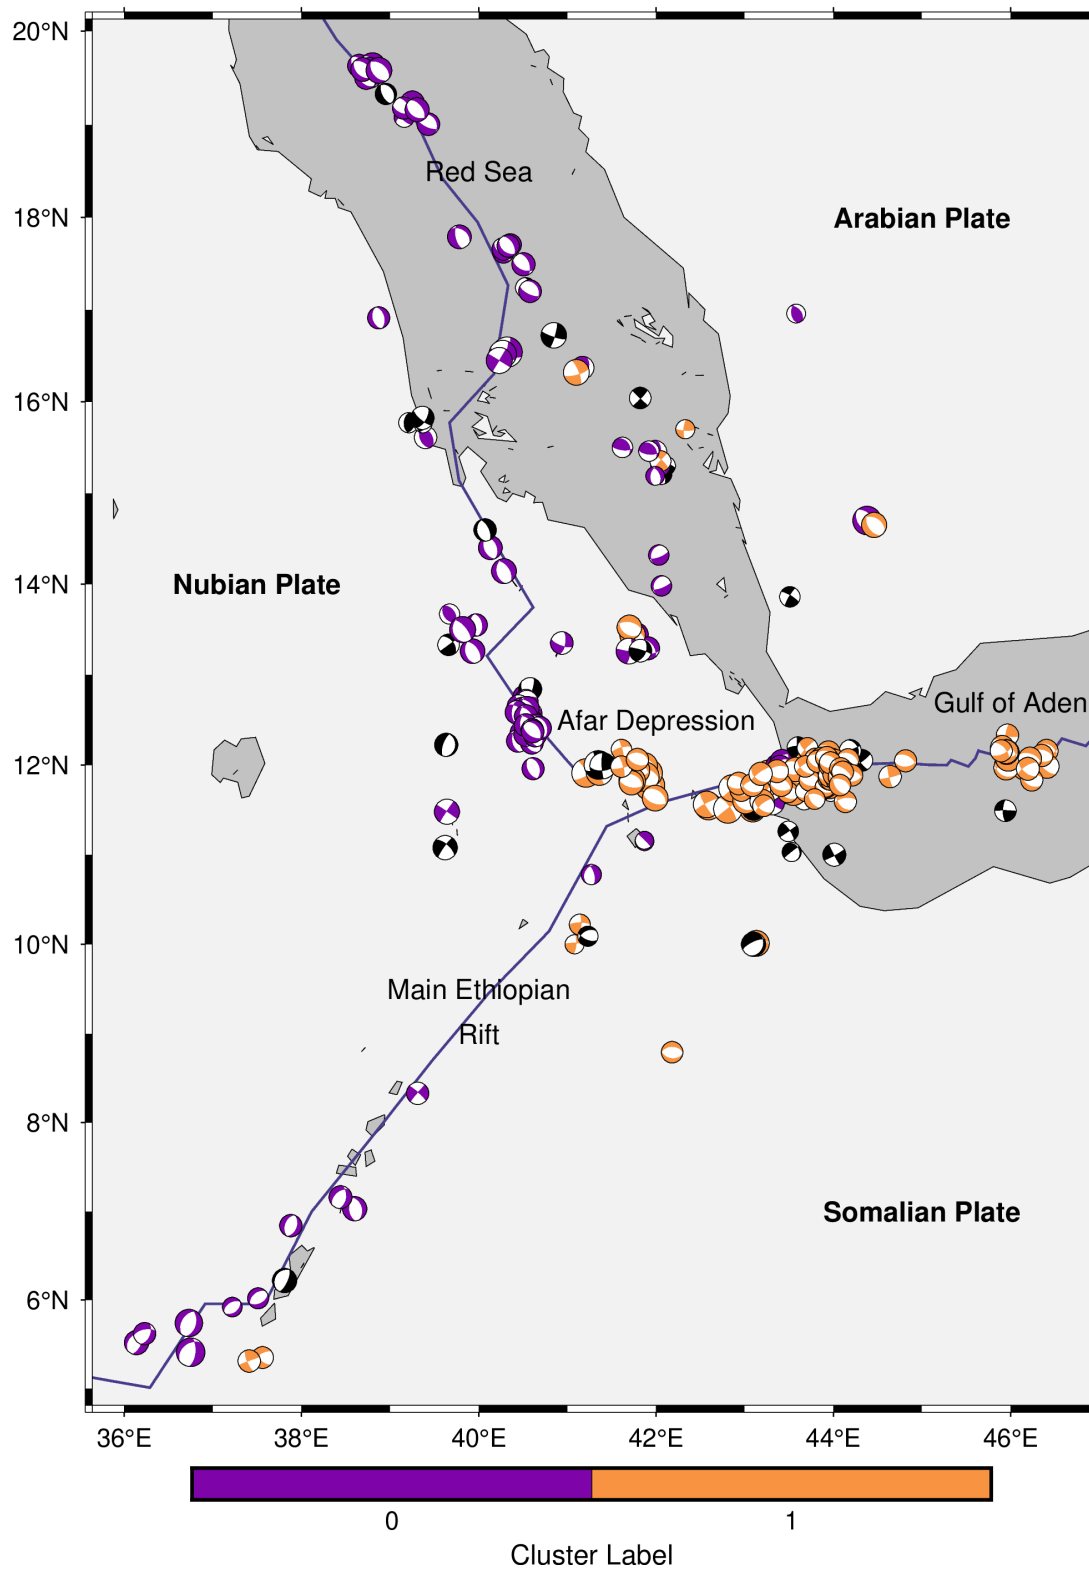 20°N
Red Sea
18°N
Arabian Plate
16°N
14°N
Nubian Plate
Gulf of Aden
Afar Depression
12°N
10°N
Main Ethiopian
Rift
8°N
Somalian Plate
6°N
36°E 38°E 40°E 42°E 44°E 46°E
0 1
Cluster Label